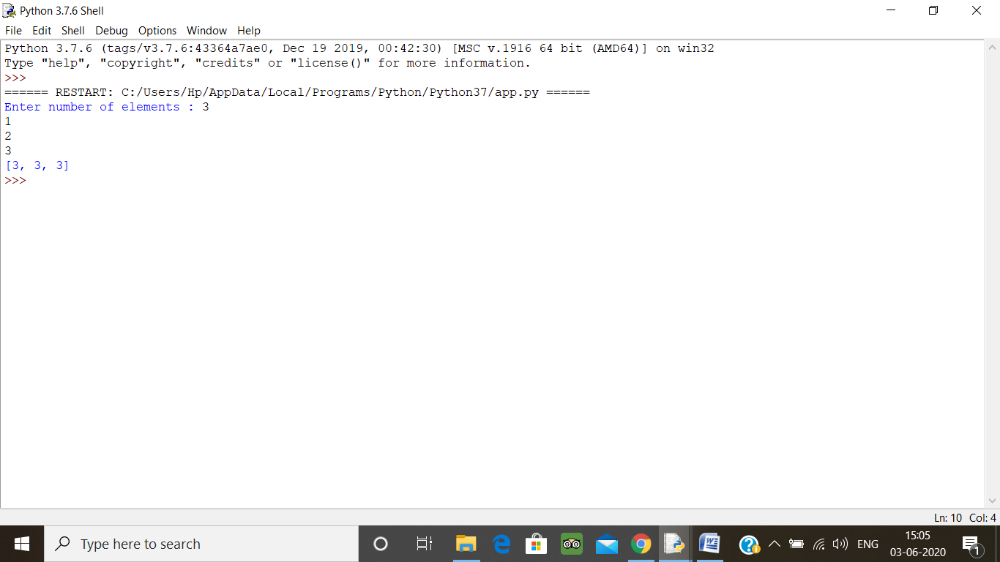 Python 3.7.6 Shell
File Edit Shell Debug Options Window Help
Python 3.7.6 (tags/v3.7.6:43364a7ae0, Dec 19 2019, 00:42:30) [MSC v.1916 64 bit (AMD64)] on win32
Type "help", "copyright", "credits" or "license()" for more information.
>>>
====== RESTART: C:/Users/Hp/AppData/Local/Programs/Python/Python37/app.py ======
Enter number of elements : 3
1
2
3
[3, 3, 3]
>>>
Ln: 10 Col: 4
Type here to search
ENG
15:05
03-06-2020
1